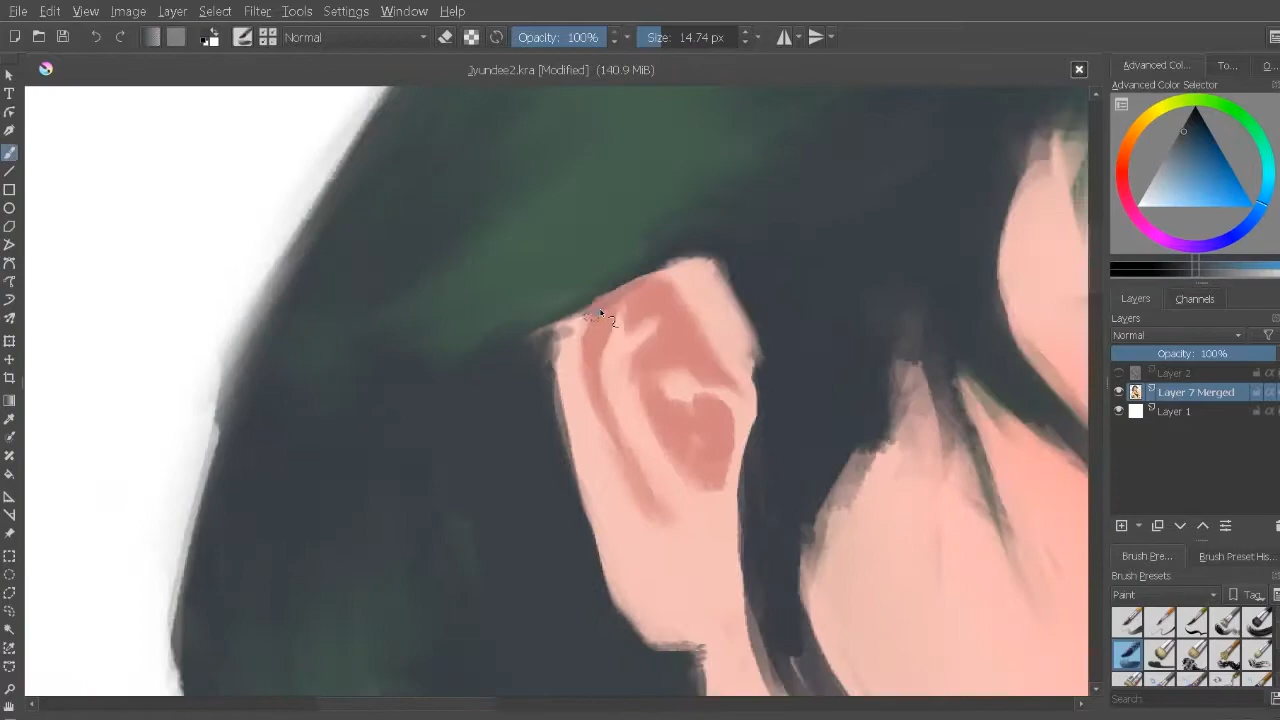 File Edit View Image Layer Select Filter Tools Settings Window Help
Normal Opacity: 100% Size: 14.74 px
Jyundee2.kra [Modified] (140.9 MiB)
Advanced Col... To... O...
Advanced Color Selector
Layers Channels
Layers
Normal
Opacity: 100%
Layer 2
Layer 7 Merged
Layer 1
Brush Pre... Brush Preset His...
Brush Presets
Paint Tag
Search